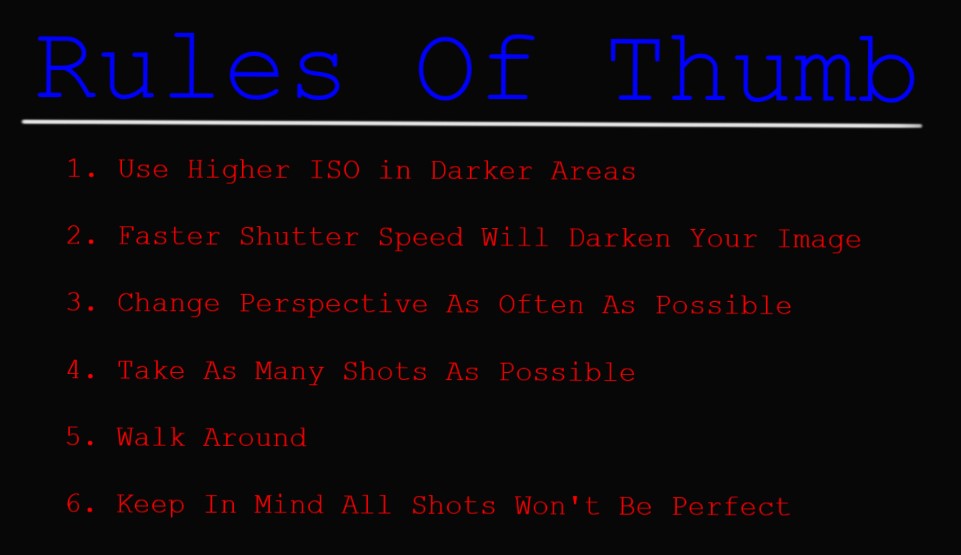 Rules Of Thumb
1. Use Higher ISO in Darker Areas
2. Faster Shutter Speed Will Darken Your Image
3. Change Perspective As Often As Possible
4. Take As Many Shots As Possible
5. Walk Around
6. Keep In Mind All Shots Won't Be Perfect